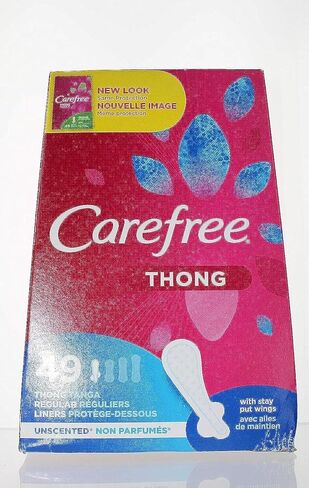 NEW LOOK
Same Protection
NOUVELLE IMAGE
Même protection
Carefree
Carefree®
THONG
49
THONG TANGA
REGULAR RÉGULIERS
LINERS PROTÈGE-DESSOUS
UNSCENTED* NON PARFUMÉS*
with stay
put wings
avec ailes
de maintien